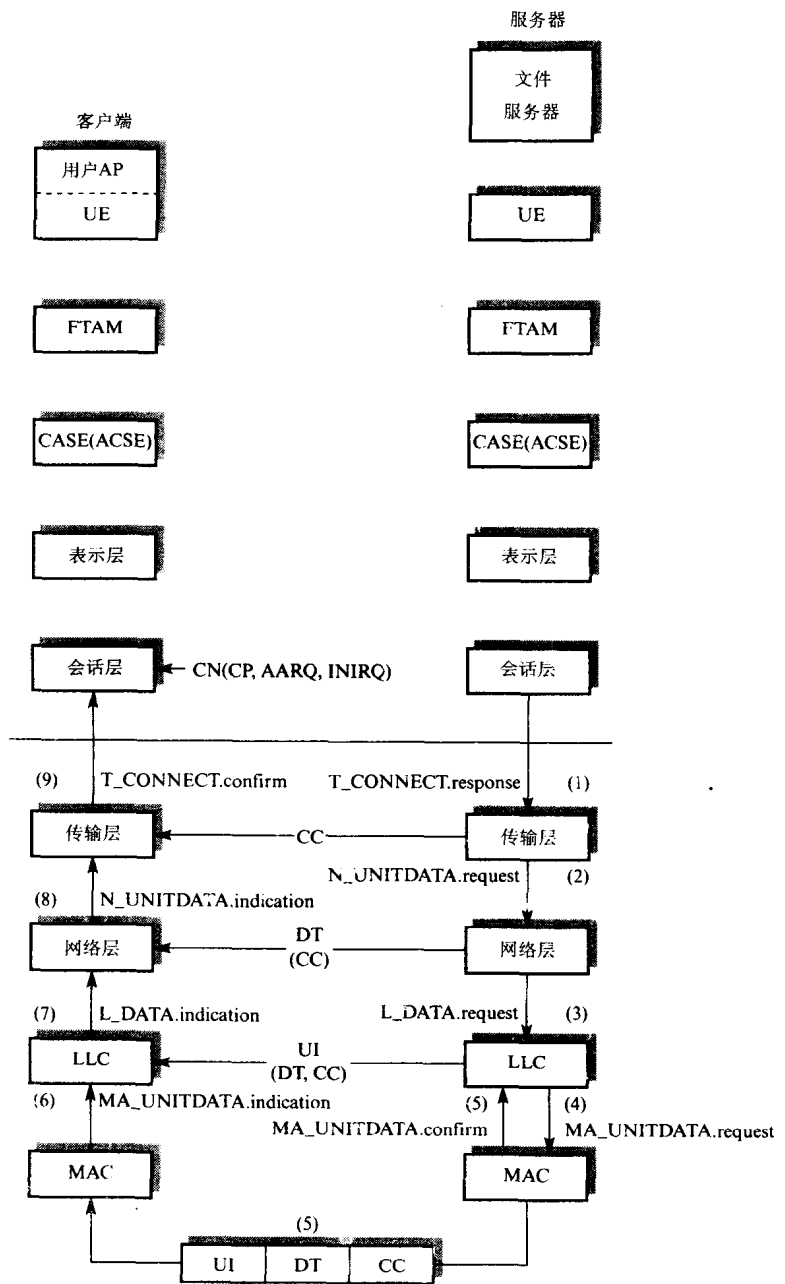 服务器
文件
服务器
客户端
用户AP
UE
UE
FTAM
FTAM
CASE(ACSE)
CASE(ACSE)
表示层
表示层
会话层
CN(CP, AARQ, INIRQ)
会话层
(9) T_CONNECT.confirm
T_CONNECT.response (1)
传输层
CC
传输层
N_UNITDATA.request (2)
(8) N_UNITDATA.indication
网络层
DT
(CC)
网络层
(7) L_DATA.indication
L_DATA.request (3)
LLC
UI
(DT, CC)
LLC
(6) MA_UNITDATA.indication
(5) (4)
MA_UNITDATA.confirm
MA_UNITDATA.request
MAC
MAC
(5)
UI DT CC